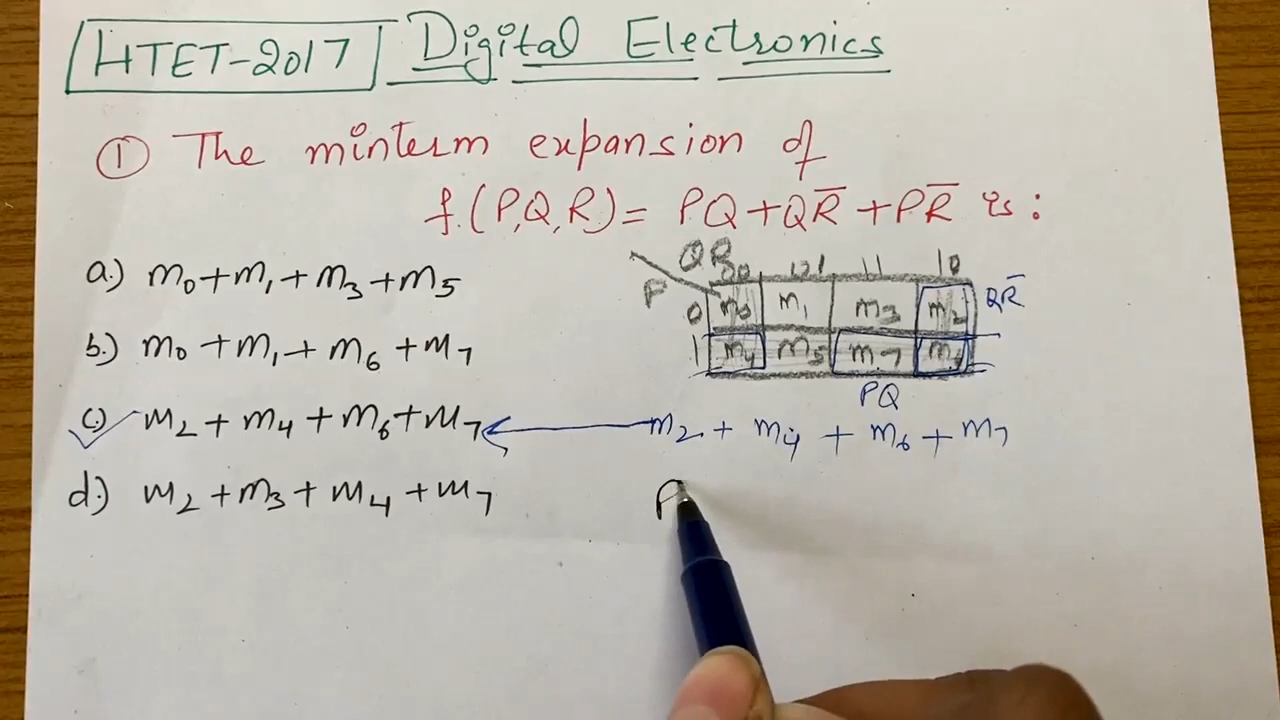 HTET-2017 Digital Electronics
① The minterm expansion of
f.(P,Q,R)= PQ+QR̅+PR̅ is:
a.) m₀+m₁+m₃+m₅
b.) m₀+m₁+m₆+m₇
c.) m₂+m₄+m₆+m₇
d.) m₂+m₃+m₄+m₇
QR
P 00 01 11 10
0 m₀ m₁ m₃ m₂ QR̅
1 m₄ m₅ m₇ m₆
PQ
m₂ + m₄ + m₆ + m₇
P